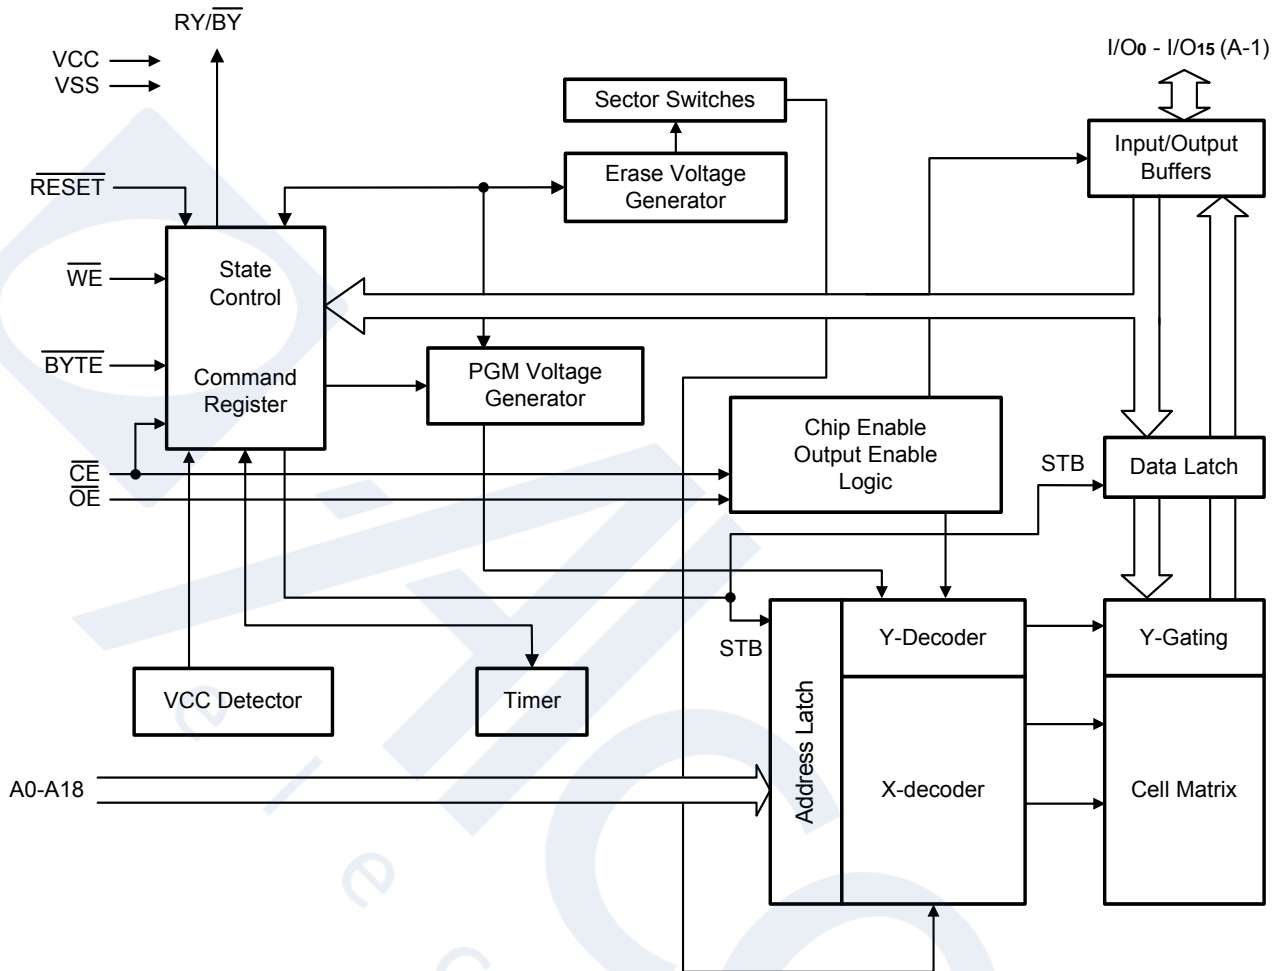 RY/BY
VCC
VSS
I/O0 - I/O15 (A-1)
Sector Switches
Input/Output
Buffers
Erase Voltage
Generator
RESET
State
Control
WE
BYTE
Command
Register
PGM Voltage
Generator
Chip Enable
Output Enable
Logic
CE
OE
STB
Data Latch
STB
Y-Decoder
Y-Gating
VCC Detector
Timer
Address Latch
A0-A18
X-decoder
Cell Matrix